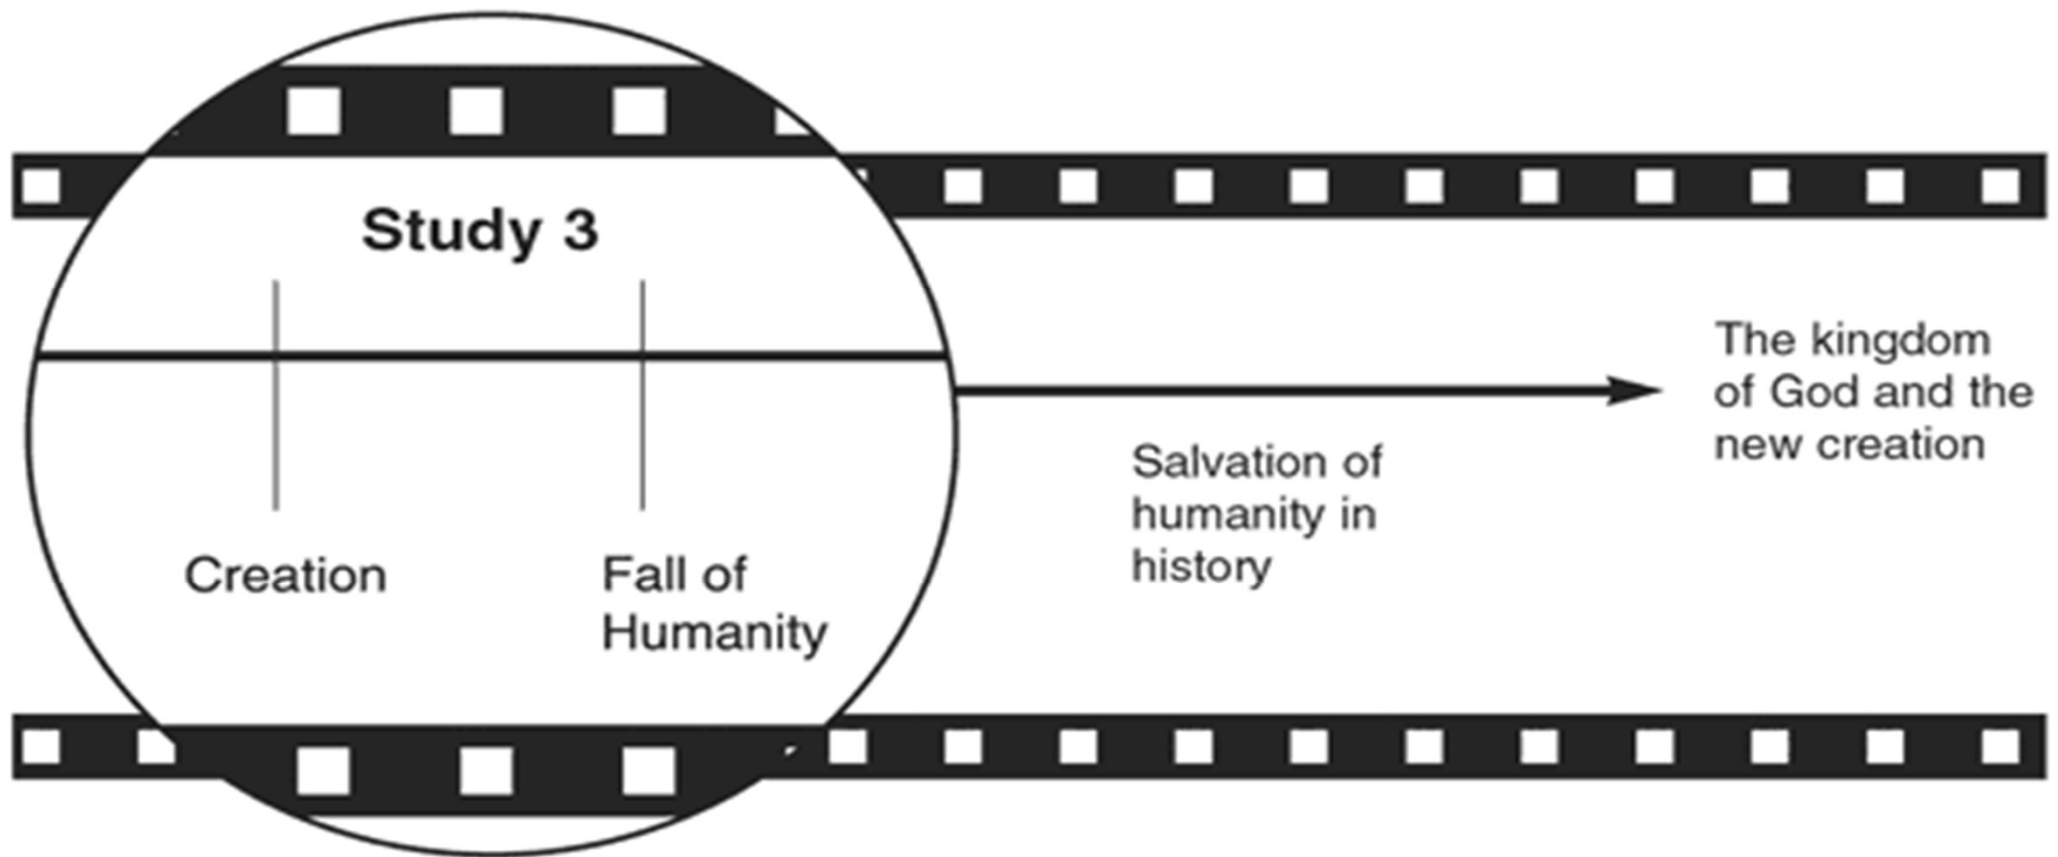 Study 3
Creation
Fall of
Humanity
Salvation of
humanity in
history
The kingdom
of God and the
new creation